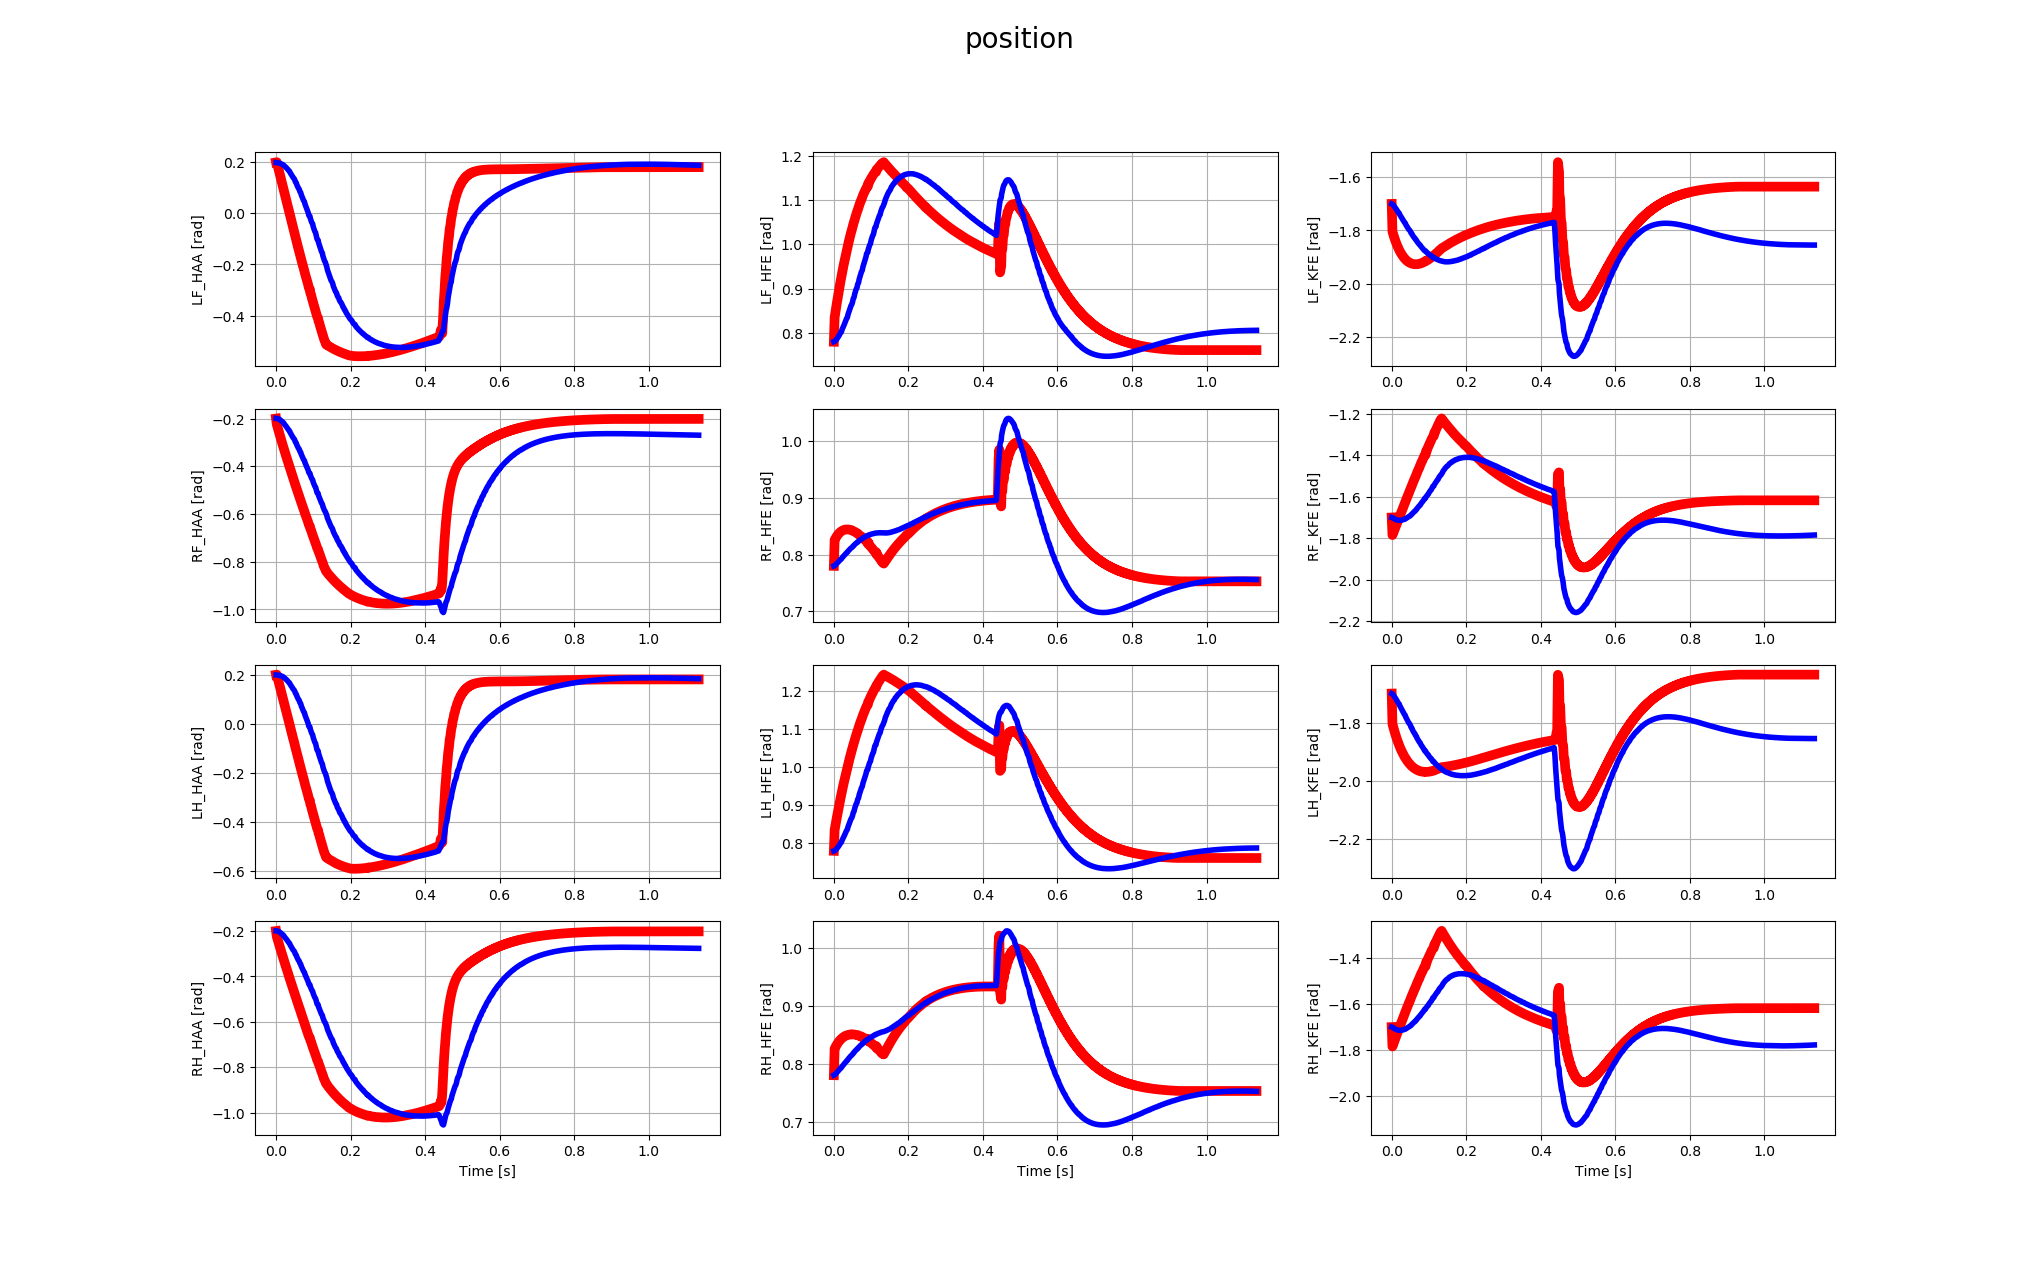 position
LF_HAA [rad]
0.2
0.0
−0.2
−0.4
0.0 0.2 0.4 0.6 0.8 1.0
LF_HFE [rad]
1.2
1.1
1.0
0.9
0.8
0.0 0.2 0.4 0.6 0.8 1.0
LF_KFE [rad]
−1.6
−1.8
−2.0
−2.2
0.0 0.2 0.4 0.6 0.8 1.0
RF_HAA [rad]
−0.2
−0.4
−0.6
−0.8
−1.0
0.0 0.2 0.4 0.6 0.8 1.0
RF_HFE [rad]
1.0
0.9
0.8
0.7
0.0 0.2 0.4 0.6 0.8 1.0
RF_KFE [rad]
−1.2
−1.4
−1.6
−1.8
−2.0
−2.2
0.0 0.2 0.4 0.6 0.8 1.0
LH_HAA [rad]
0.2
0.0
−0.2
−0.4
−0.6
0.0 0.2 0.4 0.6 0.8 1.0
LH_HFE [rad]
1.2
1.1
1.0
0.9
0.8
0.0 0.2 0.4 0.6 0.8 1.0
LH_KFE [rad]
−1.8
−2.0
−2.2
0.0 0.2 0.4 0.6 0.8 1.0
RH_HAA [rad]
−0.2
−0.4
−0.6
−0.8
−1.0
0.0 0.2 0.4 0.6 0.8 1.0
Time [s]
RH_HFE [rad]
1.0
0.9
0.8
0.7
0.0 0.2 0.4 0.6 0.8 1.0
Time [s]
RH_KFE [rad]
−1.4
−1.6
−1.8
−2.0
0.0 0.2 0.4 0.6 0.8 1.0
Time [s]